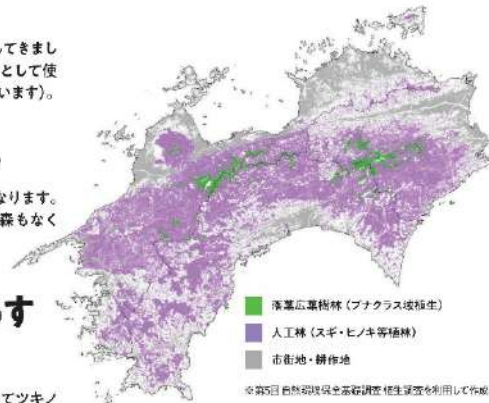 してきまし
として使
います)。
なります。
森もなく
す
てツキノ
落葉広葉樹林(ブナクラス域植生)
人工林(スギ・ヒノキ等植林)
市街地・耕作地
※第5回 自然環境保全基礎調査 植生調査を利用して作成